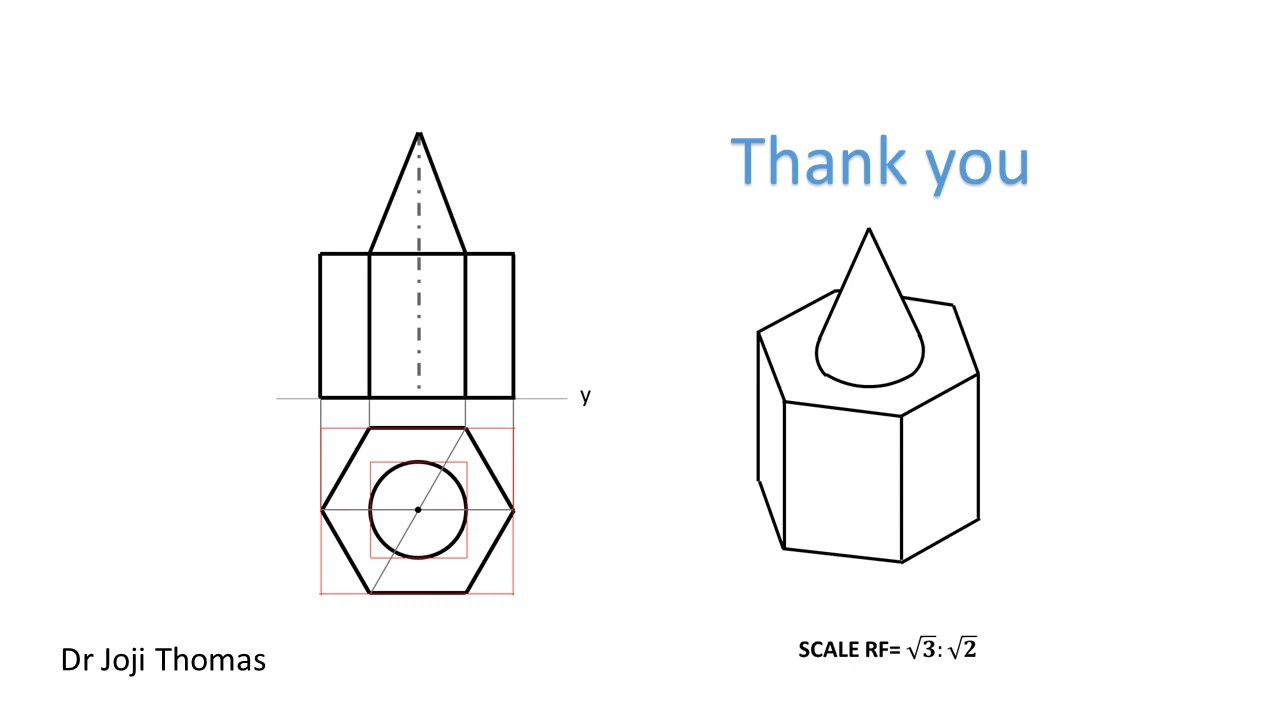 Thank you
y
Dr Joji Thomas
SCALE RF= √3: √2